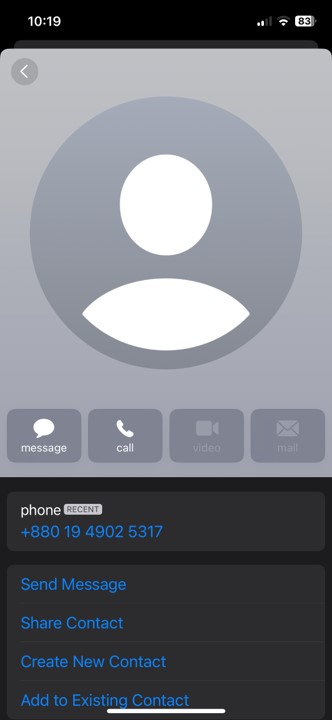 10:19
83
message
call
video
mail
phone RECENT
+880 19 4902 5317
Send Message
Share Contact
Create New Contact
Add to Existing Contact